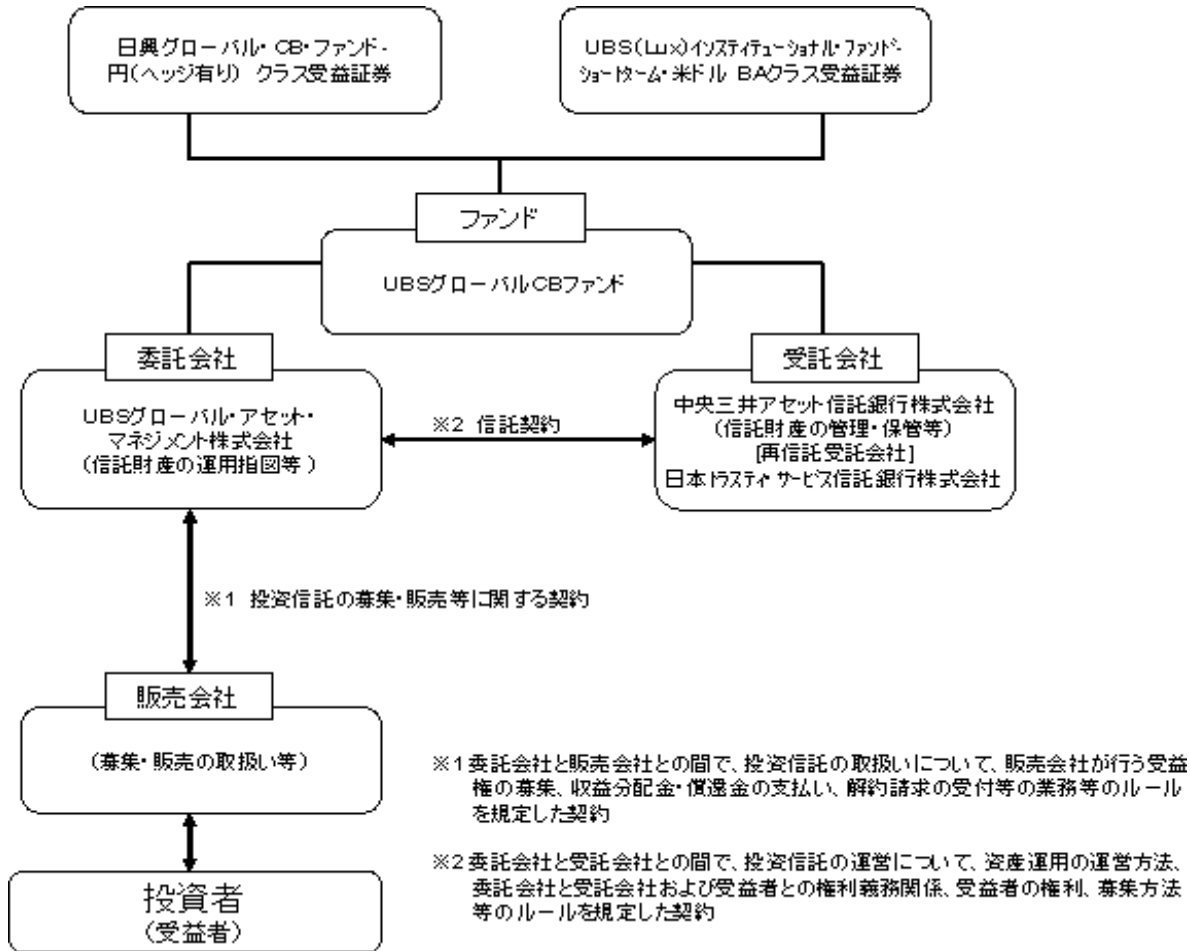 日興グローバル・CB・ファンド-
円(ヘッジ有り) クラス受益証券
UBS(Lux)インスティテューショナル・ファンド-
ショートターム・米ドル BAクラス受益証券
ファンド
UBSグローバルCBファンド
委託会社
UBSグローバル・アセット・
マネジメント株式会社
(信託財産の運用指図等)
※2 信託契約
受託会社
中央三井アセット信託銀行株式会社
(信託財産の管理・保管等)
[再信託受託会社]
日本トラスティ・サービス信託銀行株式会社
※1 投資信託の募集・販売等に関する契約
販売会社
(募集・販売の取扱い等)
投資者
(受益者)
※1委託会社と販売会社との間で、投資信託の取扱いについて、販売会社が行う受益
権の募集、収益分配金・償還金の支払い、解約請求の受付等の業務等のルール
を規定した契約
※2委託会社と受託会社との間で、投資信託の運営について、資産運用の運営方法、
委託会社と受託会社および受益者との権利義務関係、受益者の権利、募集方法
等のルールを規定した契約